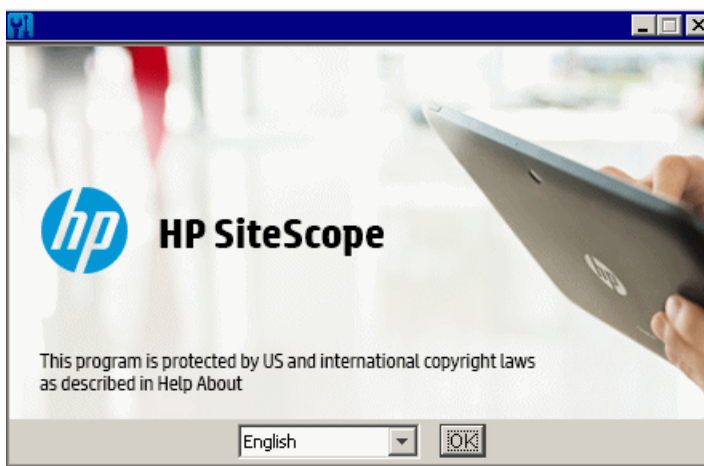 hp
HP SiteScope
hp
This program is protected by US and international copyright laws
as described in Help About
English
OK